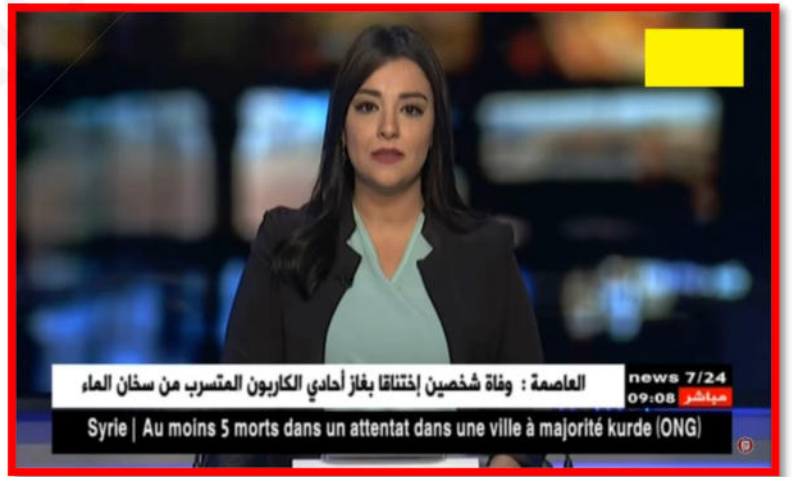 العاصمة : وفاة شخصين إختناقا بغاز أحادي الكاربون المتسرب من سخان الماء
news 7/24
مباشر 09:08
Syrie | Au moins 5 morts dans un attentat dans une ville à majorité kurde (ONG)